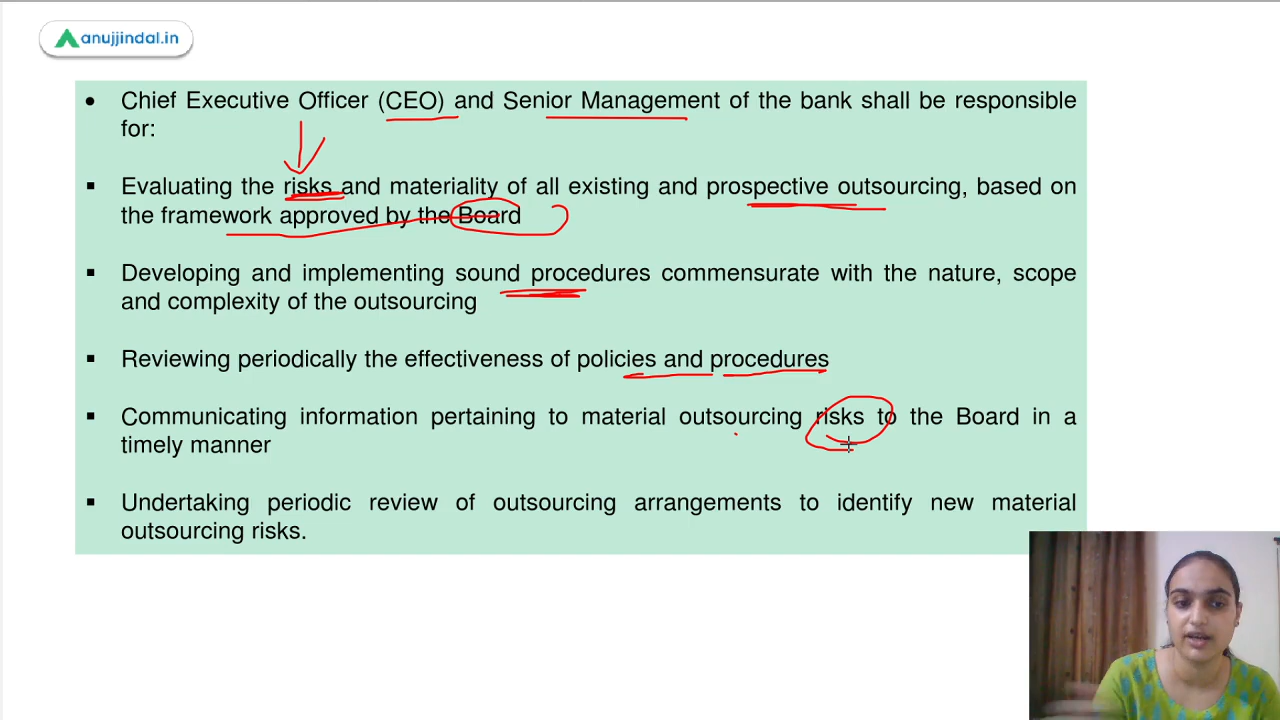 anujjindal.in
• Chief Executive Officer (CEO) and Senior Management of the bank shall be responsible
for:
▪ Evaluating the risks and materiality of all existing and prospective outsourcing, based on
the framework approved by the Board
▪ Developing and implementing sound procedures commensurate with the nature, scope
and complexity of the outsourcing
▪ Reviewing periodically the effectiveness of policies and procedures
▪ Communicating information pertaining to material outsourcing risks to the Board in a
timely manner
▪ Undertaking periodic review of outsourcing arrangements to identify new material
outsourcing risks.